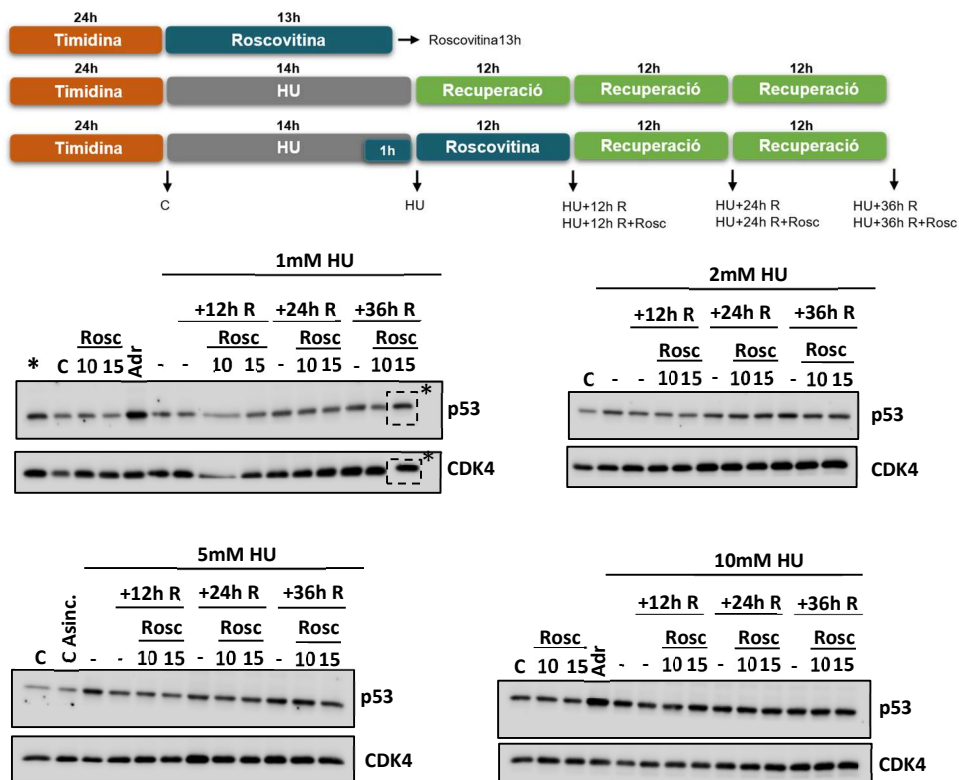 24h 13h
Timidina Roscovitina Roscovitina13h
24h 14h 12h 12h 12h
Timidina HU Recuperació Recuperació Recuperació
24h 14h 12h 12h 12h
Timidina HU 1h Roscovitina Recuperació Recuperació
C HU HU+12h R HU+24h R HU+36h R
HU+12h R+Rosc HU+24h R+Rosc HU+36h R+Rosc
1mM HU
+12h R +24h R +36h R
Rosc Rosc Rosc Rosc
* C 10 15 Adr - - 10 15 - 10 15 - 10 15
*
p53
*
CDK4
2mM HU
+12h R +24h R +36h R
Rosc Rosc Rosc
C - - 10 15 - 10 15 - 10 15
p53
CDK4
5mM HU
+12h R +24h R +36h R
Rosc Rosc Rosc
C C Asinc. - - 10 15 - 10 15 - 10 15
p53
CDK4
10mM HU
+12h R +24h R +36h R
Rosc Rosc Rosc Rosc
C 10 15 Adr - - 10 15 - 10 15 - 10 15
p53
CDK4